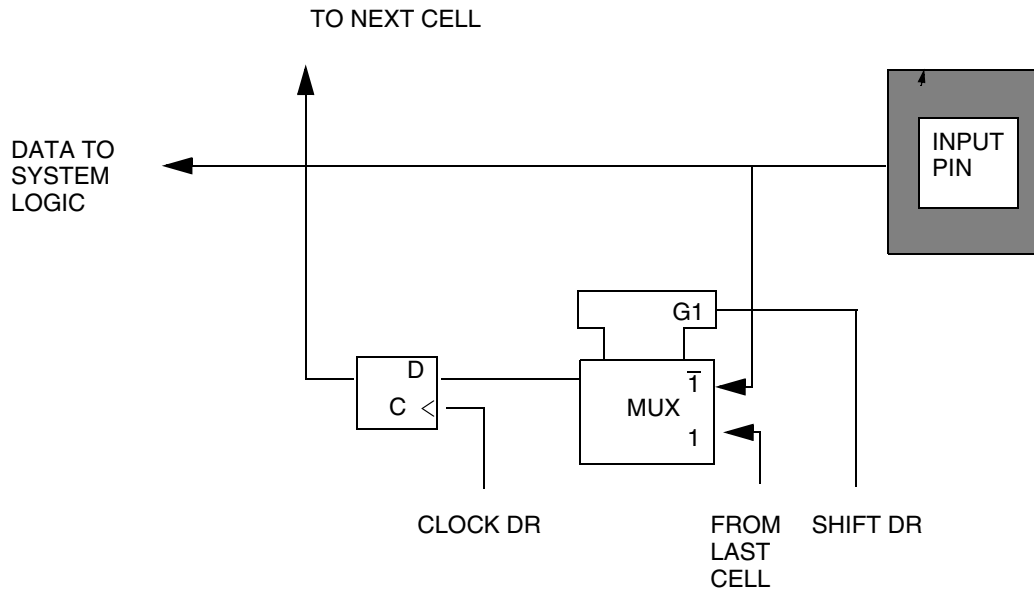 TO NEXT CELL
DATA TO
SYSTEM
LOGIC
INPUT
PIN
G1
D
C
MUX
1̅
1
CLOCK DR
FROM
LAST
CELL
SHIFT DR